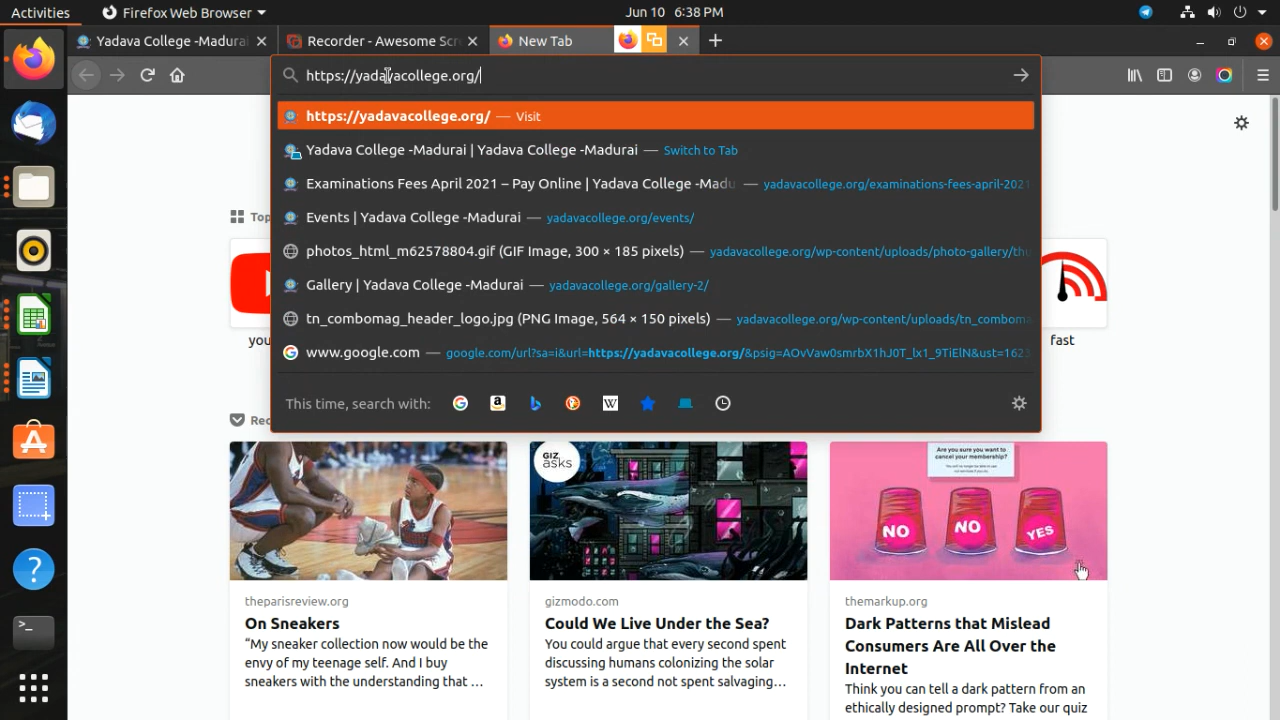 Activities
Firefox Web Browser
Jun 10 6:38 PM
Yadava College -Madurai
Recorder - Awesome Scr
New Tab
https://yadavacollege.org/
https://yadavacollege.org/ — Visit
Yadava College -Madurai | Yadava College -Madurai — Switch to Tab
Examinations Fees April 2021 – Pay Online | Yadava College -Madu — yadavacollege.org/examinations-fees-april-2021
Events | Yadava College -Madurai — yadavacollege.org/events/
photos_html_m62578804.gif (GIF Image, 300 × 185 pixels) — yadavacollege.org/wp-content/uploads/photo-gallery/thu
Gallery | Yadava College -Madurai — yadavacollege.org/gallery-2/
tn_combomag_header_logo.jpg (PNG Image, 564 × 150 pixels) — yadavacollege.org/wp-content/uploads/tn_comboma
www.google.com — google.com/url?sa=i&url=https://yadavacollege.org/&psig=AOvVaw0smrbX1hJ0T_lx1_9TiElN&ust=162
This time, search with:
Top
you
fast
Rec
GIZ
ASKS
Are you sure you want to cancel your membership?
NO NO YES
theparisreview.org
On Sneakers
“My sneaker collection now would be the
envy of my teenage self. And I buy
sneakers with the understanding that ...
gizmodo.com
Could We Live Under the Sea?
You could argue that every second spent
discussing humans colonizing the solar
system is a second not spent salvaging...
themarkup.org
Dark Patterns that Mislead
Consumers Are All Over the
Internet
Think you can tell a dark pattern from an
ethically designed prompt? Take our quiz